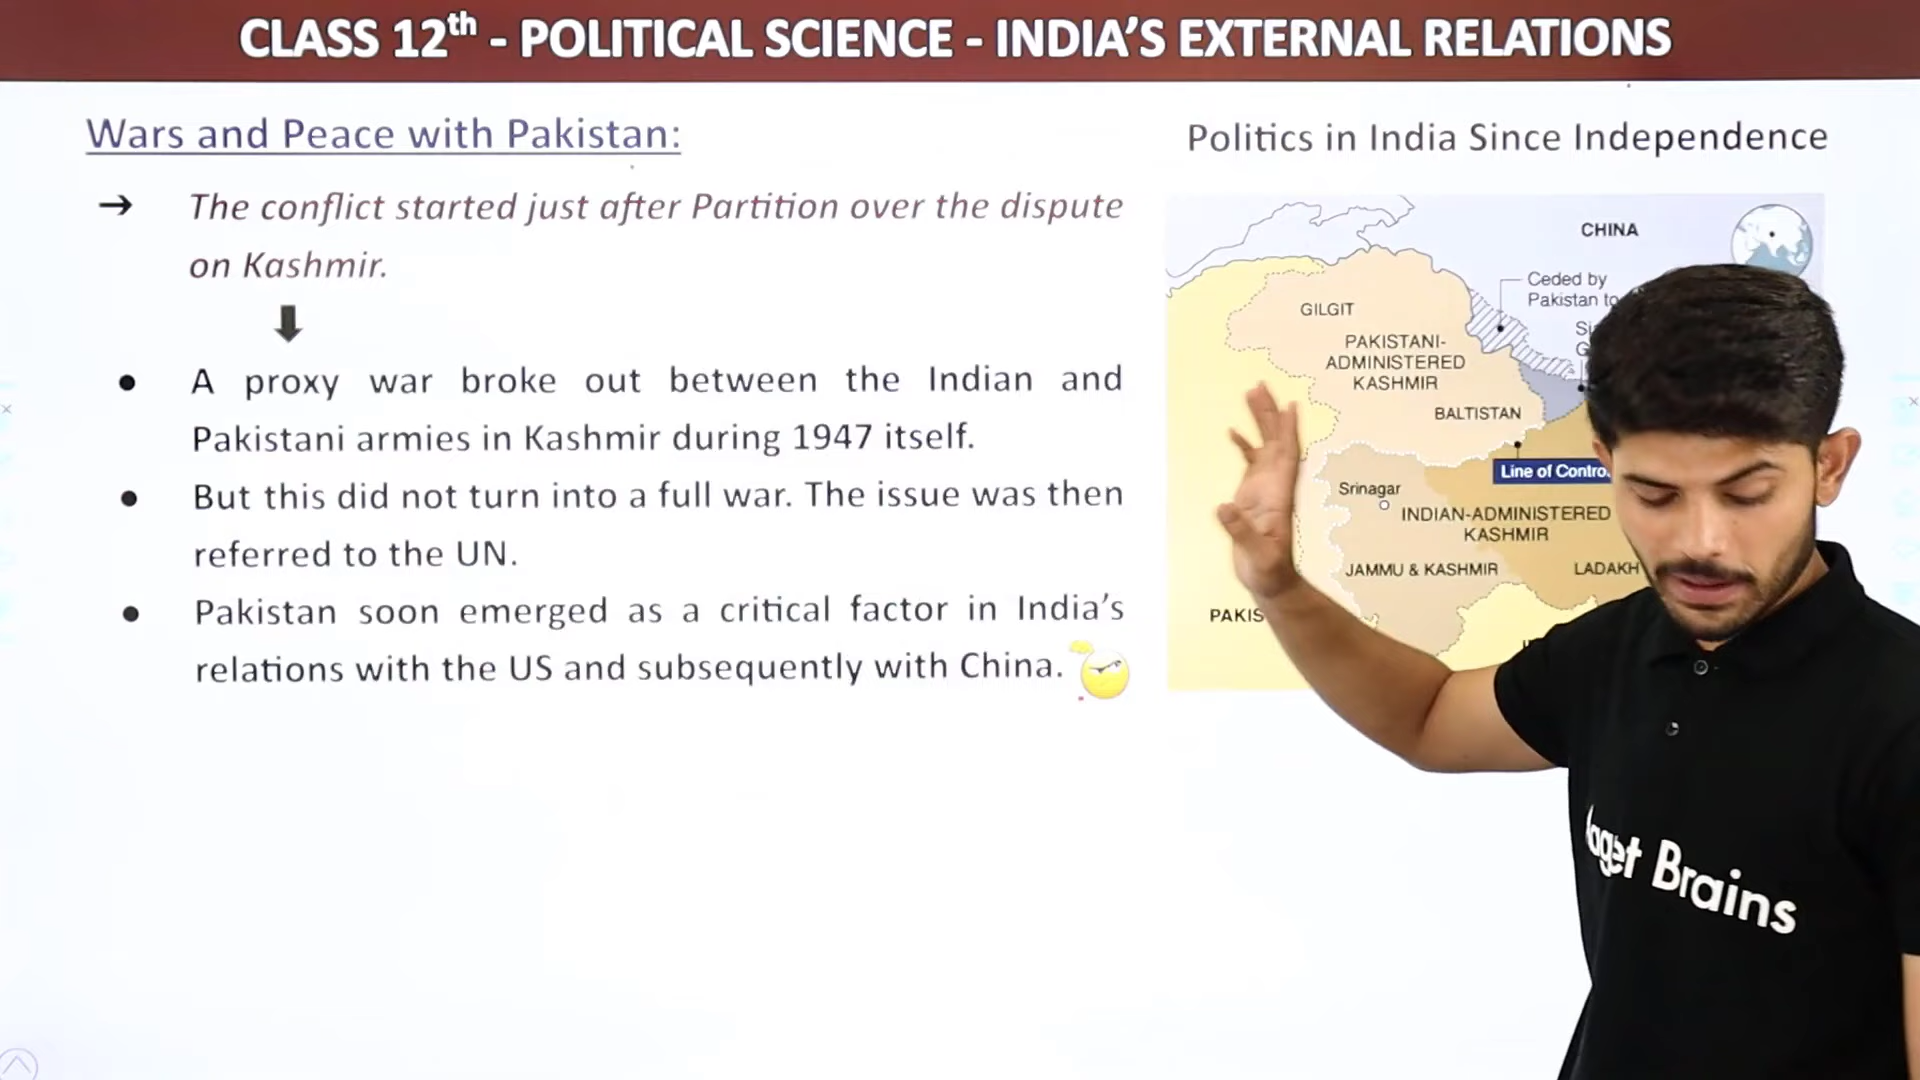 CLASS 12th - POLITICAL SCIENCE - INDIA'S EXTERNAL RELATIONS
Wars and Peace with Pakistan:
Politics in India Since Independence
→ The conflict started just after Partition over the dispute
on Kashmir.
● A proxy war broke out between the Indian and
Pakistani armies in Kashmir during 1947 itself.
● But this did not turn into a full war. The issue was then
referred to the UN.
● Pakistan soon emerged as a critical factor in India's
relations with the US and subsequently with China.
CHINA
Ceded by
Pakistan to
GILGIT
PAKISTANI-
ADMINISTERED
KASHMIR
BALTISTAN
Line of Contro
Srinagar
INDIAN-ADMINISTERED
KASHMIR
JAMMU & KASHMIR
LADAKH
PAKIS
Brains